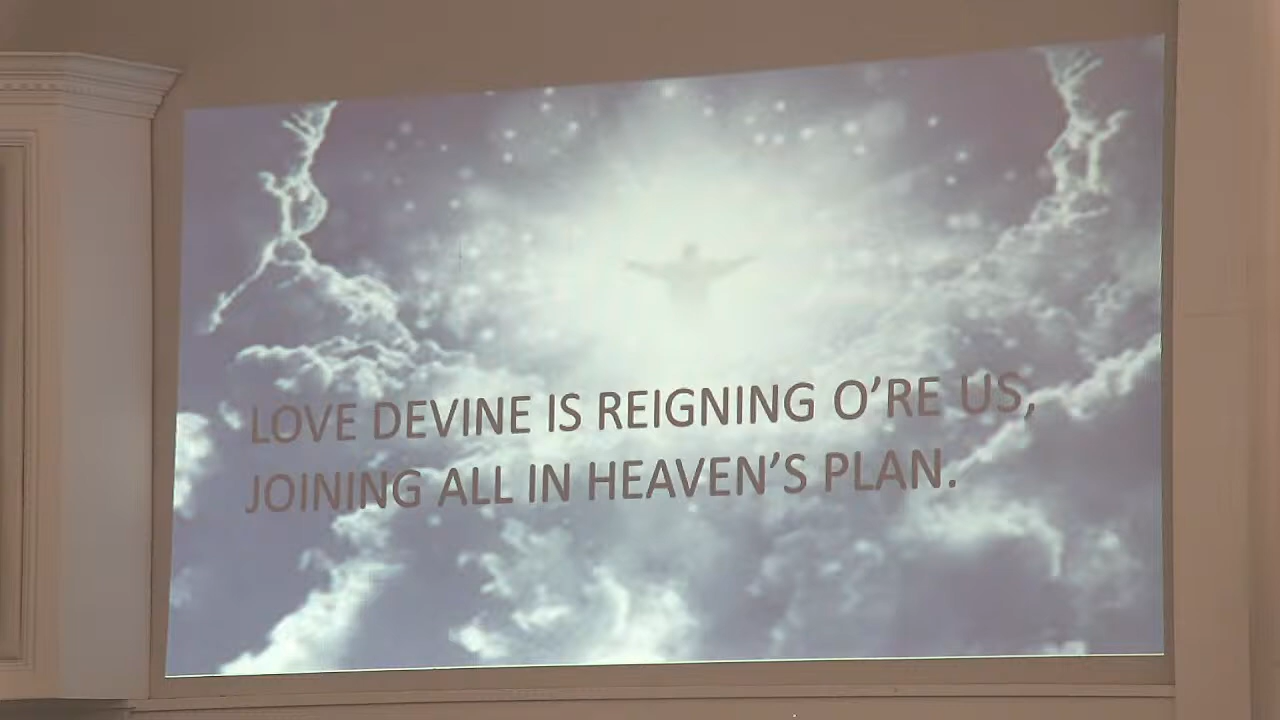 LOVE DEVINE IS REIGNING O’RE US,
JOINING ALL IN HEAVEN’S PLAN.